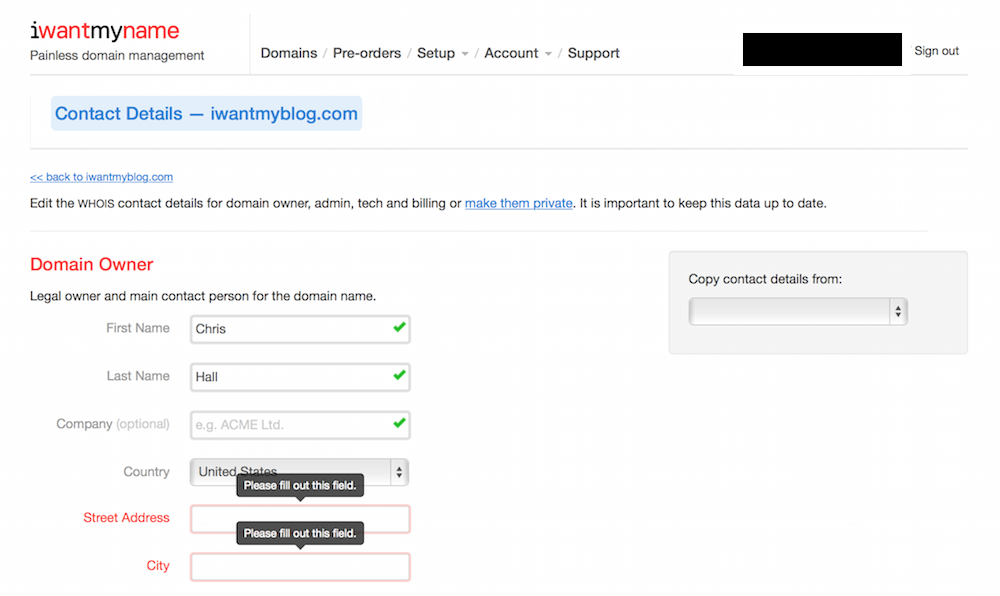 iwantmyname
Painless domain management
Domains / Pre-orders / Setup / Account / Support
Sign out
Contact Details — iwantmyblog.com
<< back to iwantmyblog.com
Edit the WHOIS contact details for domain owner, admin, tech and billing or make them private. It is important to keep this data up to date.
Domain Owner
Legal owner and main contact person for the domain name.
Copy contact details from:
First Name Chris
Last Name Hall
Company (optional) e.g. ACME Ltd.
Country United States
Please fill out this field.
Street Address
Please fill out this field.
City